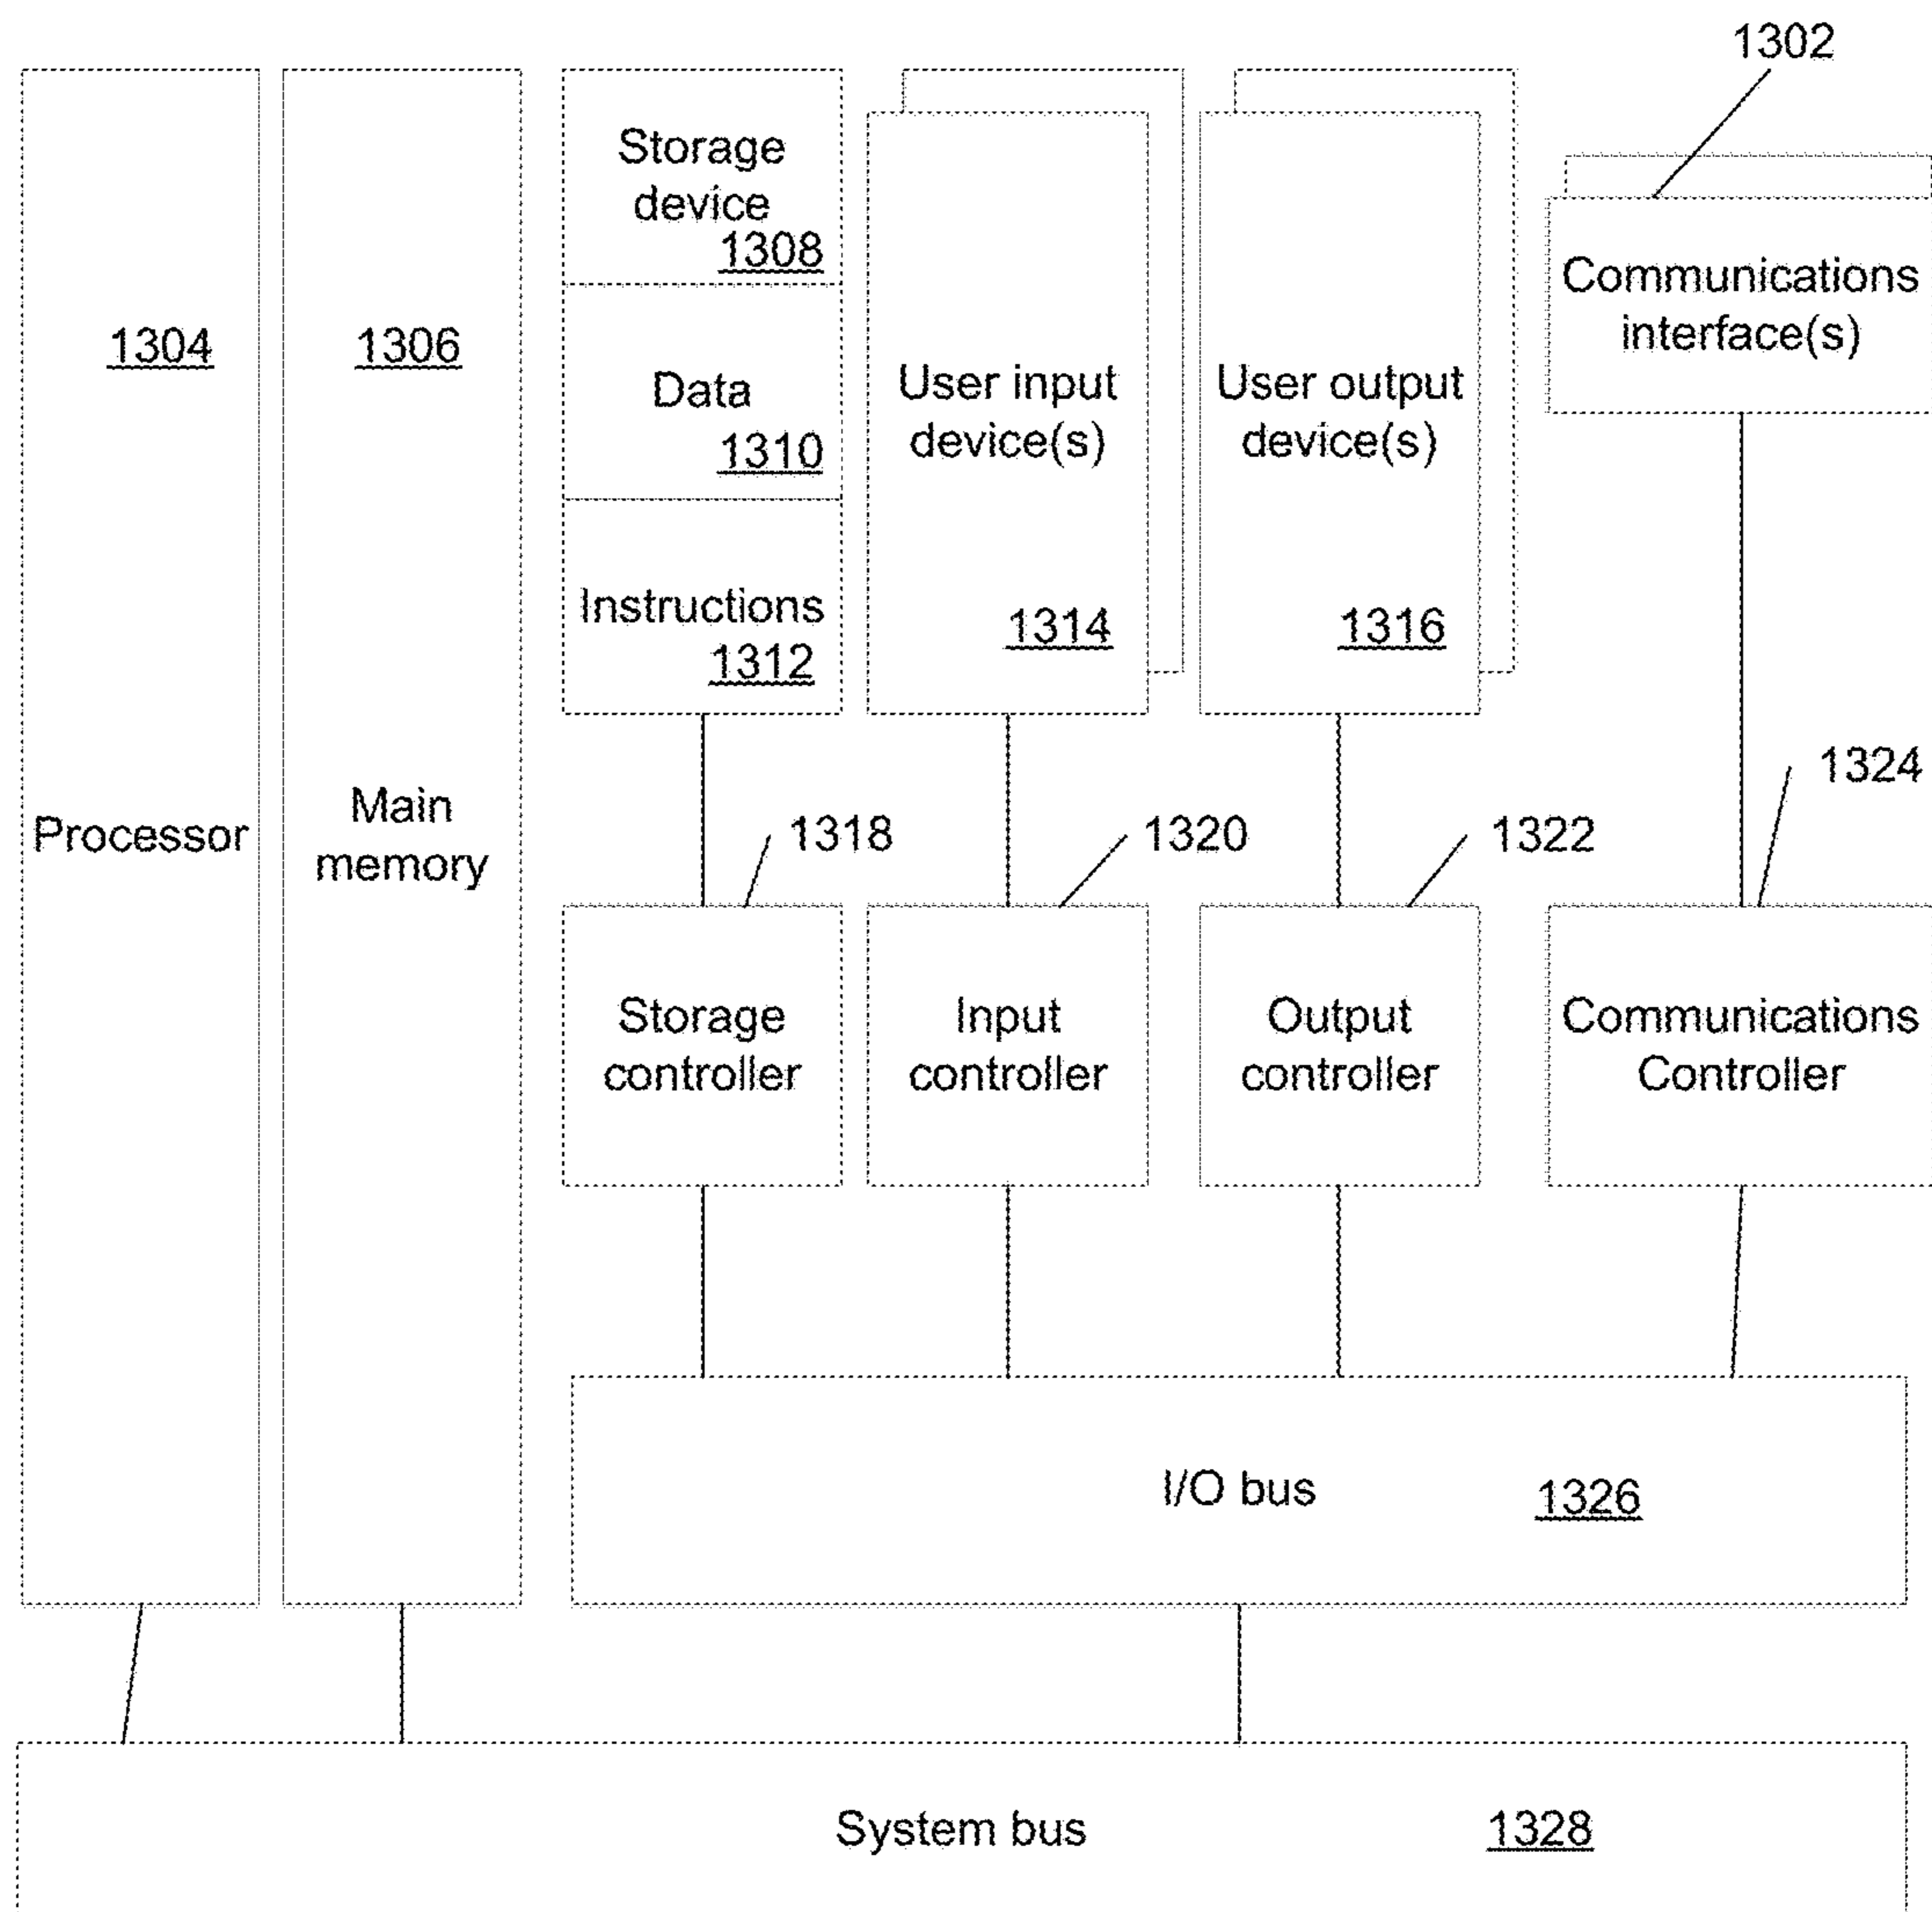 1302
Storage
device
1308
Communications
interface(s)
1304
1306
Data
1310
User input
device(s)
User output
device(s)
Instructions
1312
1314
1316
1324
Processor
Main
memory
1318
1320
1322
Storage
controller
Input
controller
Output
controller
Communications
Controller
I/O bus
1326
System bus
1328